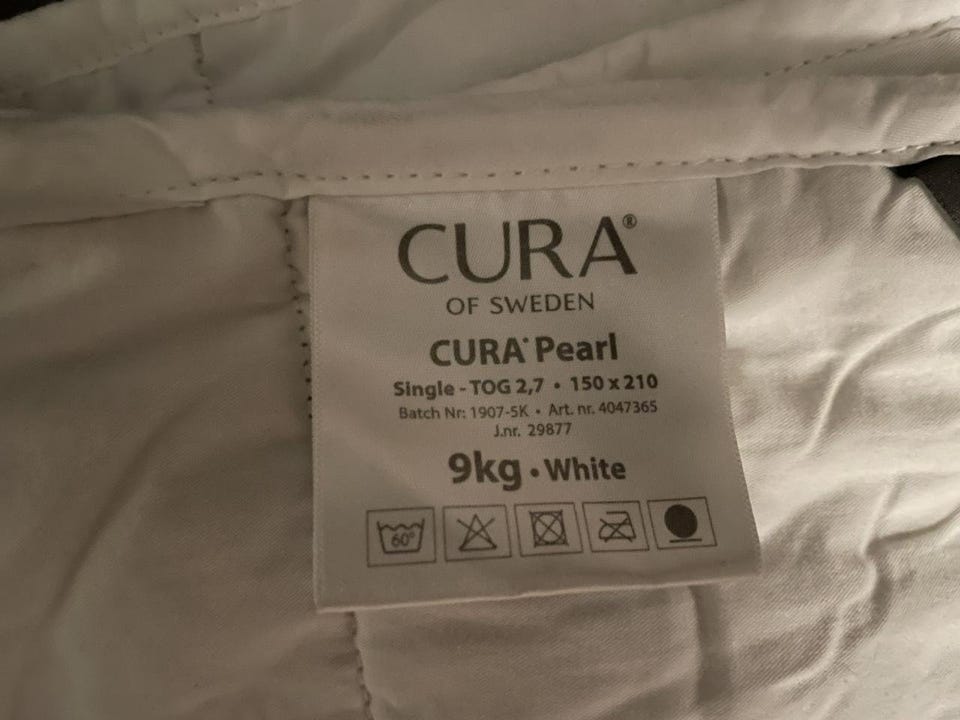 CURA®
OF SWEDEN
CURA® Pearl
Single - TOG 2,7 • 150 x 210
Batch Nr: 1907-5K • Art. nr. 4047365
J.nr. 29877
9kg • White
60°